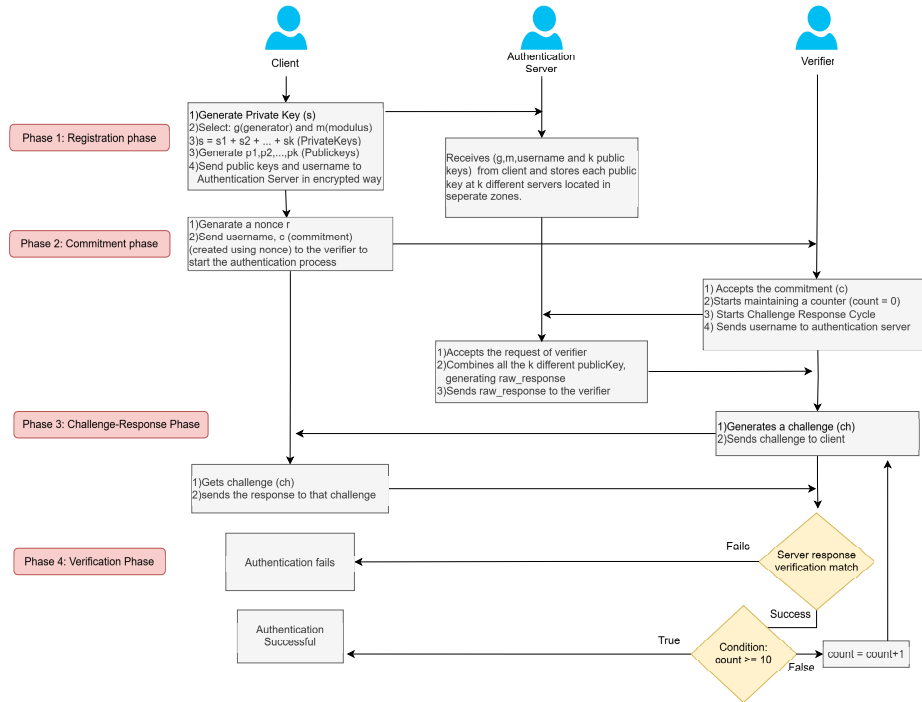 Client
Authentication
Server
Verifier
Phase 1: Registration phase
1)Generate Private Key (s)
2)Select: g(generator) and m(modulus)
3)s = s1 + s2 + ... + sk (PrivateKeys)
3)Generate p1,p2,...,pk (Publickeys)
4)Send public keys and username to
Authentication Server in encrypted way
Receives (g,m,username and k public
keys) from client and stores each public
key at k different servers located in
seperate zones.
Phase 2: Commitment phase
1)Genarate a nonce r
2)Send username, c (commitment)
(created using nonce) to the verifier to
start the authentication process
1) Accepts the commitment (c)
2)Starts maintaining a counter (count = 0)
3) Starts Challenge Response Cycle
4) Sends username to authentication server
1)Accepts the request of verifier
2)Combines all the k different publicKey,
generating raw_response
3)Sends raw_response to the verifier
Phase 3: Challenge-Response Phase
1)Generates a challenge (ch)
2)Sends challenge to client
1)Gets challenge (ch)
2)sends the response to that challenge
Phase 4: Verification Phase
Authentication fails
Fails
Server response
verification match
Success
Authentication
Successful
True
Condition:
count >= 10
False
count = count+1